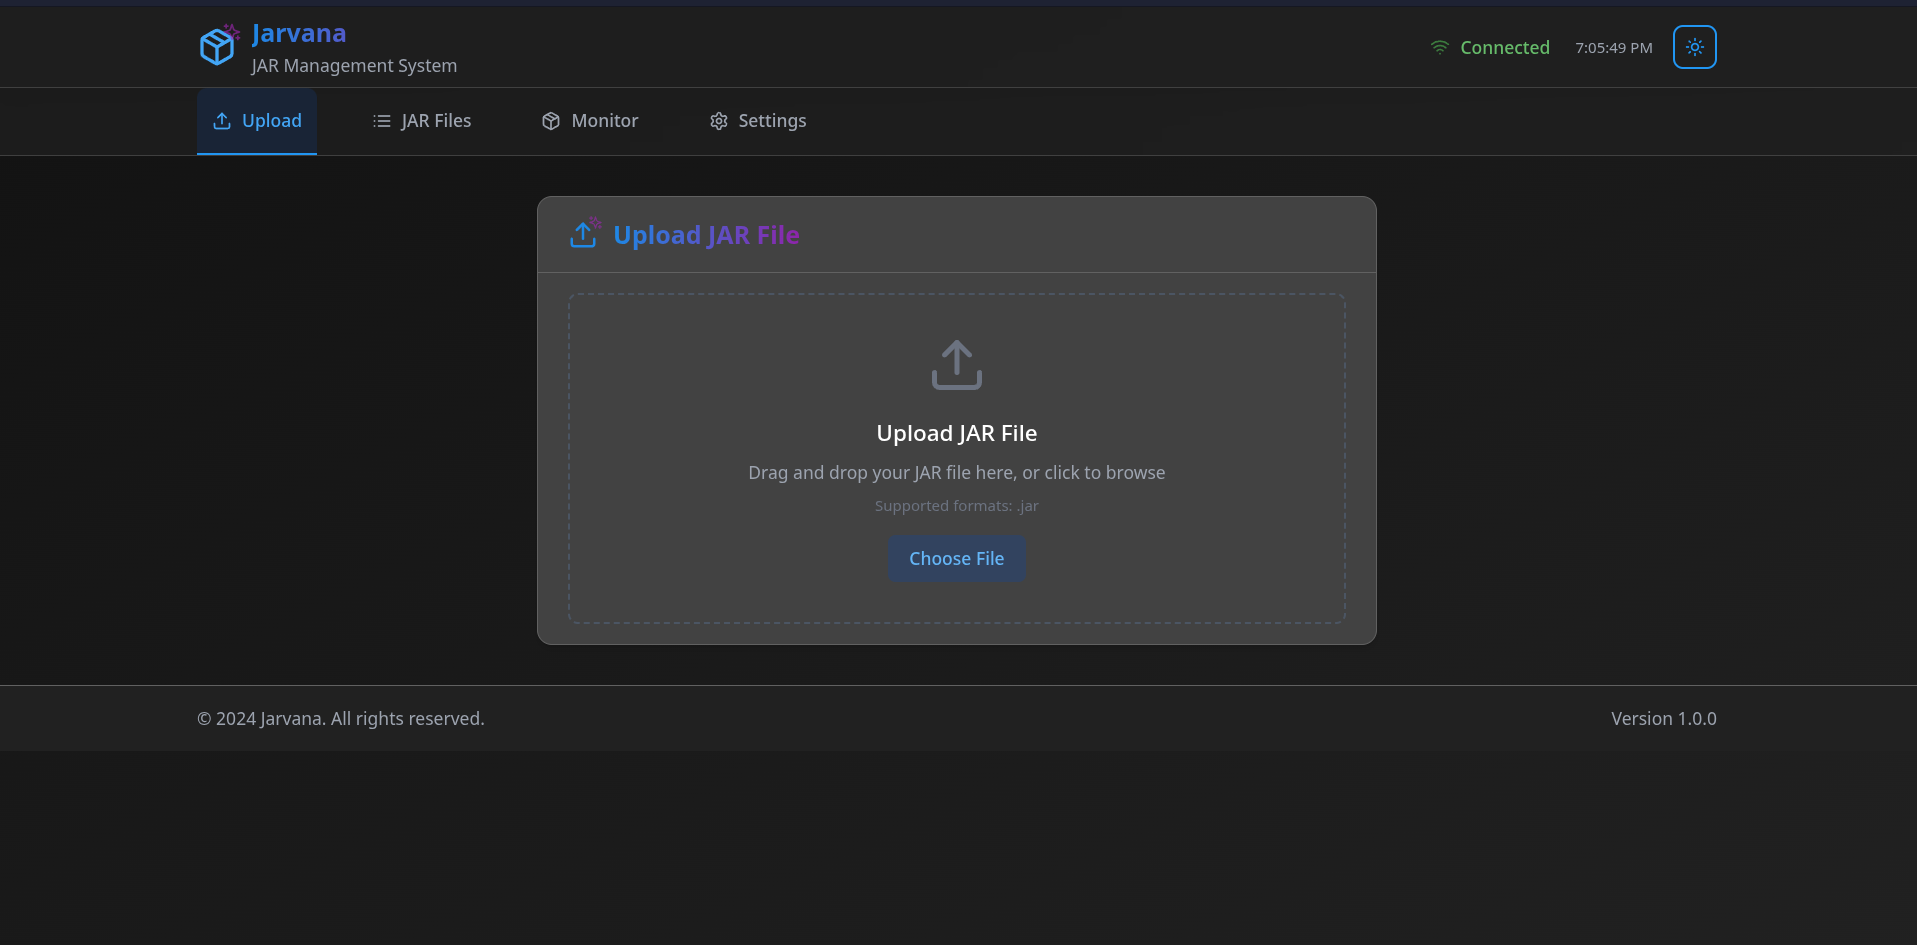 Jarvana
JAR Management System
Connected
7:05:49 PM
Upload
JAR Files
Monitor
Settings
Upload JAR File
Upload JAR File
Drag and drop your JAR file here, or click to browse
Supported formats: .jar
Choose File
© 2024 Jarvana. All rights reserved.
Version 1.0.0